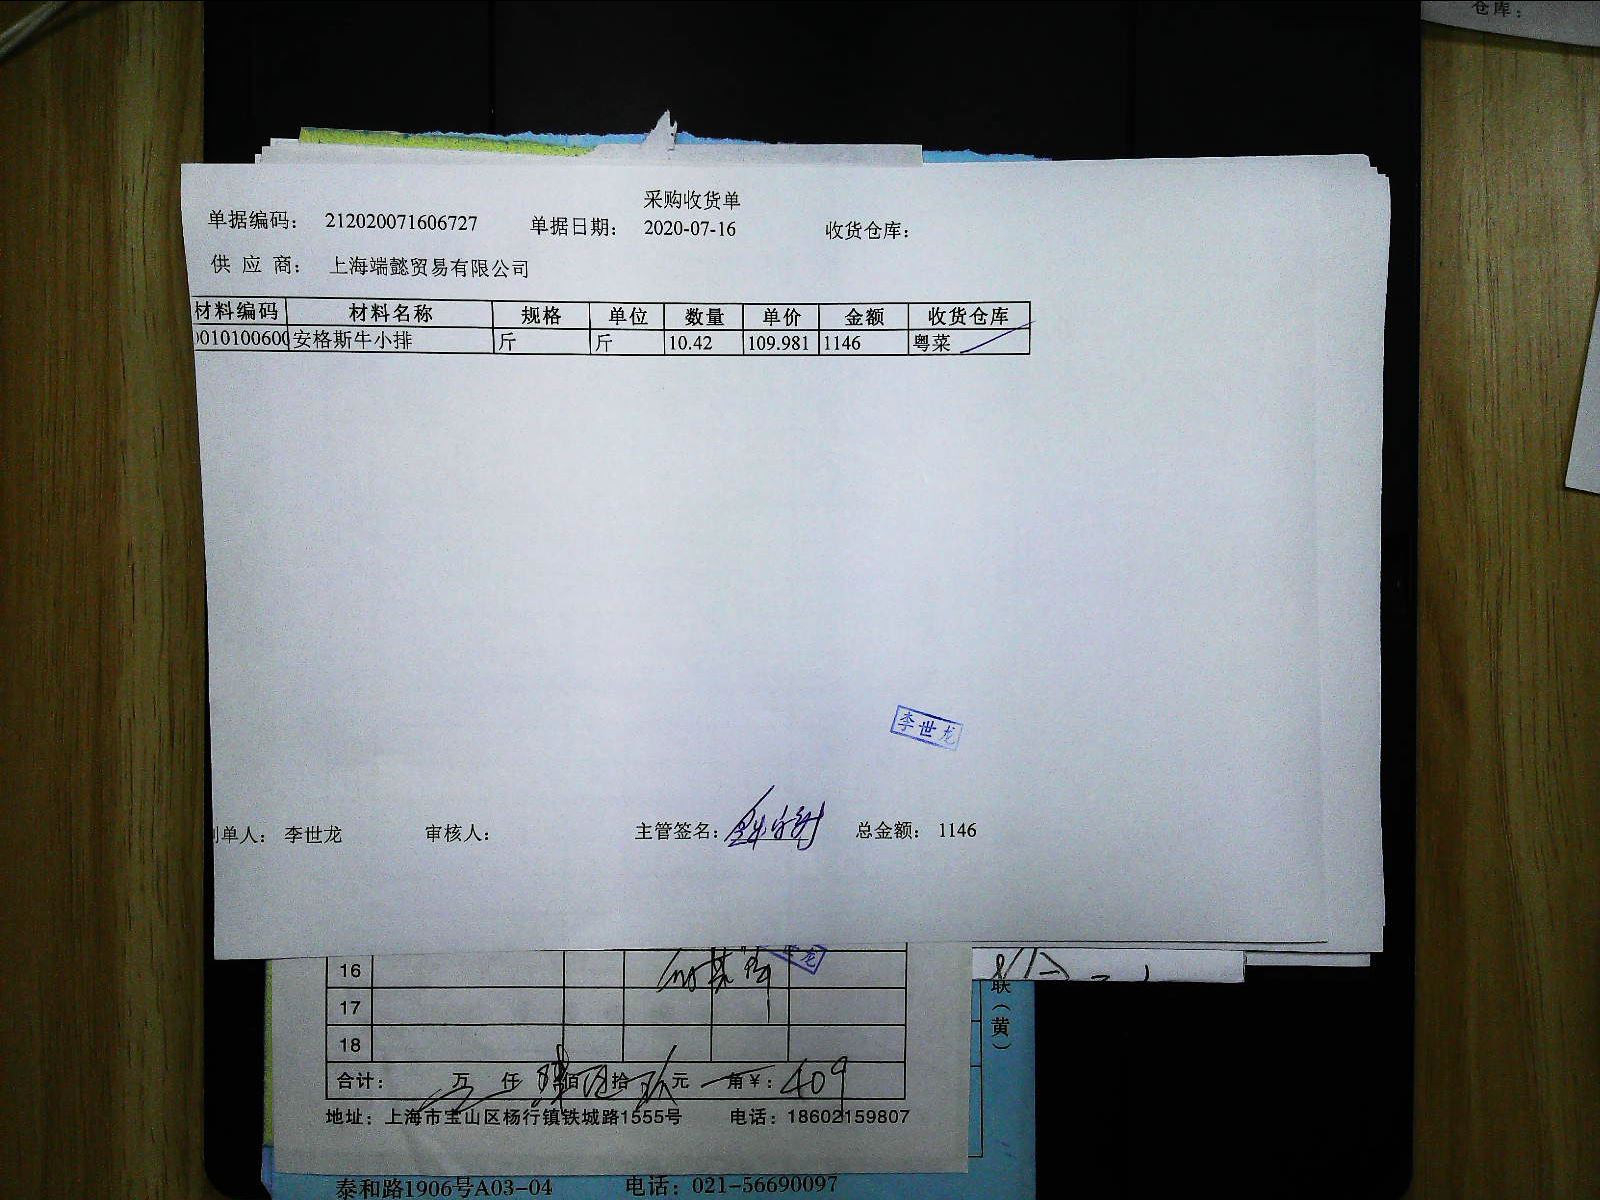 仓库：
采购收货单
单据编码： 212020071606727 单据日期： 2020-07-16 收货仓库：
供 应 商： 上海端懿贸易有限公司
材料编码 材料名称 规格 单位 数量 单价 金额 收货仓库
010100600 安格斯牛小排 斤 斤 10.42 109.981 1146 粤菜
李世龙
制单人： 李世龙 审核人： 主管签名： 总金额： 1146
16
17
18
合计： 万 仟 佰 拾 元 角 ¥： 409
联（黄）
地址：上海市宝山区杨行镇铁城路1555号 电话：18602159807
泰和路1906号A03-04 电话：021-56690097